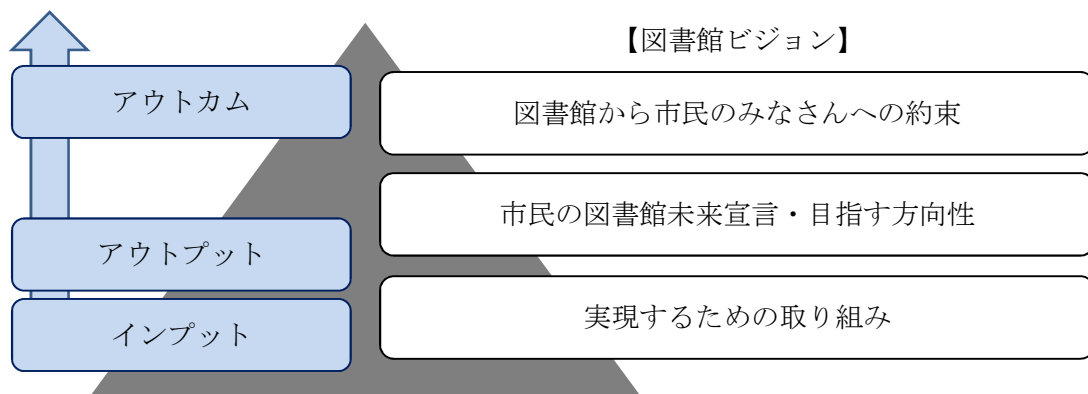 【図書館ビジョン】
アウトカム
図書館から市民のみなさんへの約束
市民の図書館未来宣言・目指す方向性
アウトプット
実現するための取り組み
インプット